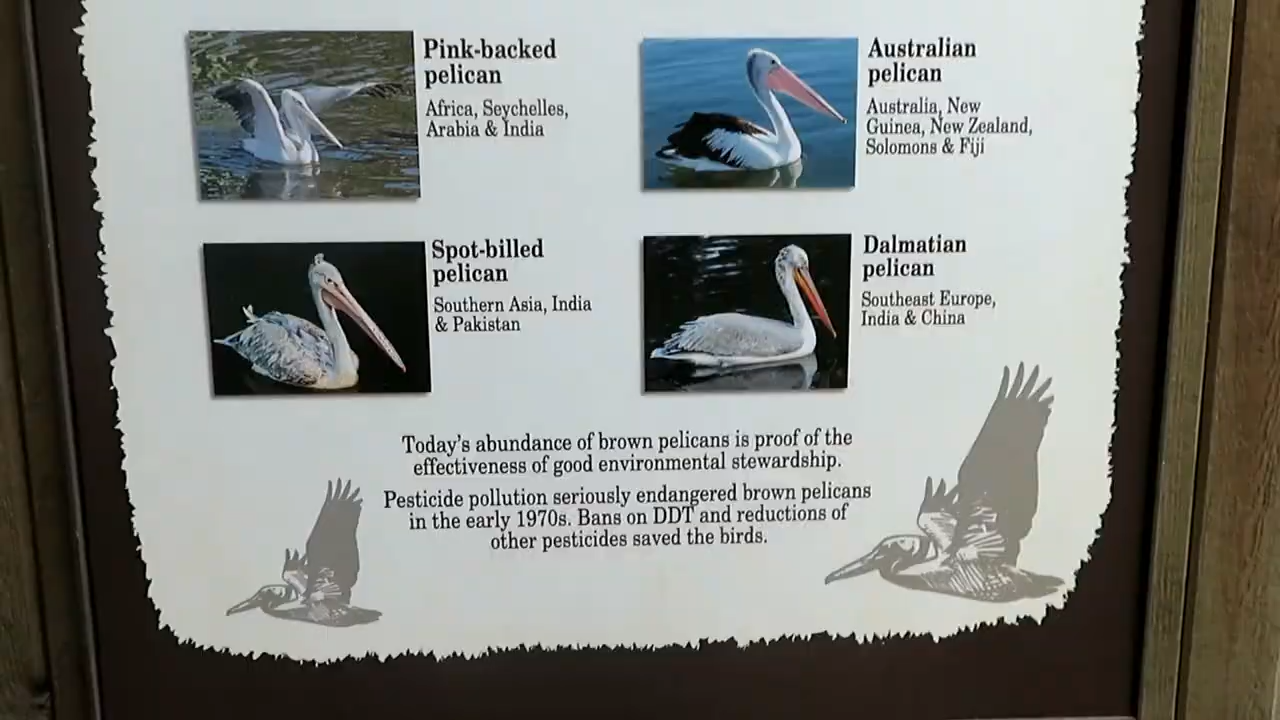 Pink-backed
pelican
Africa, Seychelles,
Arabia & India
Australian
pelican
Australia, New
Guinea, New Zealand,
Solomons & Fiji
Spot-billed
pelican
Southern Asia, India
& Pakistan
Dalmatian
pelican
Southeast Europe,
India & China
Today's abundance of brown pelicans is proof of the
effectiveness of good environmental stewardship.
Pesticide pollution seriously endangered brown pelicans
in the early 1970s. Bans on DDT and reductions of
other pesticides saved the birds.